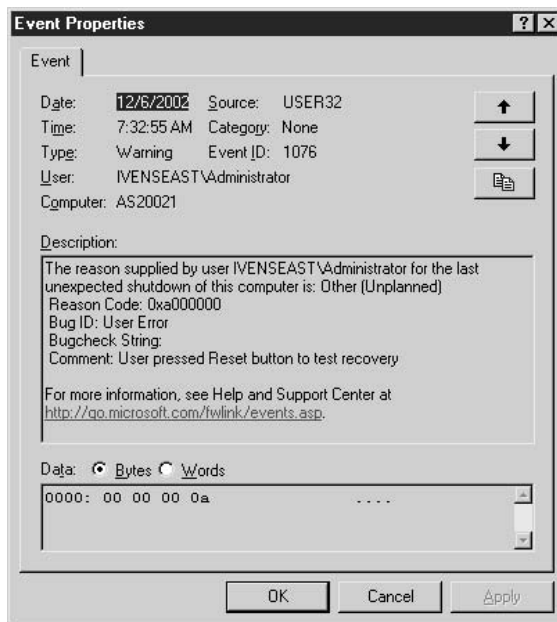 Event Properties
Event
Date: 12/6/2002 Source: USER32
Time: 7:32:55 AM Category: None
Type: Warning Event ID: 1076
User: IVENSEAST\Administrator
Computer: AS20021
Description:
The reason supplied by user IVENSEAST\Administrator for the last
unexpected shutdown of this computer is: Other (Unplanned)
Reason Code: 0xa000000
Bug ID: User Error
Bugcheck String:
Comment: User pressed Reset button to test recovery
For more information, see Help and Support Center at
http://go.microsoft.com/fwlink/events.asp.
Data: Bytes Words
0000: 00 00 00 0a ....
OK Cancel Apply